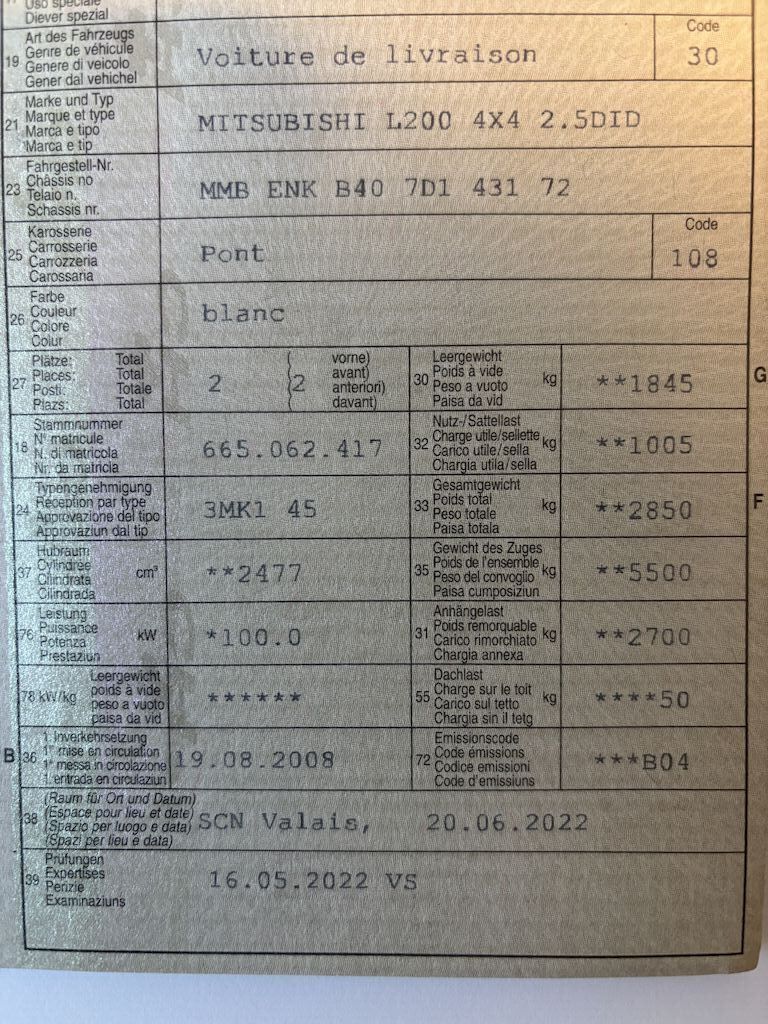 Uso speciale
Diever spezial
19 Art des Fahrzeugs
Genre de véhicule
Genere di veicolo
Gener dal vehichel
Voiture de livraison
Code
30
21 Marke und Typ
Marque et type
Marca e tipo
Marca e tip
MITSUBISHI L200 4X4 2.5DID
23 Fahrgestell-Nr.
Châssis no
Telaio n.
Schassis nr.
MMB ENK B40 7D1 431 72
25 Karosserie
Carrosserie
Carrozzeria
Carossaria
Pont
Code
108
26 Farbe
Couleur
Colore
Colur
blanc
27 Plätze: Total
Places: Total
Posti: Totale
Plazs: Total
2
(2
vorne)
avant)
anteriori)
davant)
30 Leergewicht
Poids à vide
Peso a vuoto
Paisa da vid
kg
**1845
G
18 Stammnummer
N° matricule
N. di matricola
Nr. da matricla
665.062.417
32 Nutz-/Sattellast
Charge utile/sellette
Carico utile/sella
Chargia utila/sella
kg
**1005
24 Typengenehmigung
Réception par type
Approvazione del tipo
Approvaziun dal tip
3MK1 45
33 Gesamtgewicht
Poids total
Peso totale
Paisa totala
kg
**2850
F
37 Hubraum
Cylindrée
Cilindrata
Cilindrada
cm³
**2477
35 Gewicht des Zuges
Poids de l'ensemble
Peso del convoglio
Paisa cumposiziun
kg
**5500
76 Leistung
Puissance
Potenza
Prestaziun
kW
*100.0
31 Anhängelast
Poids remorquable
Carico rimorchiato
Chargia annexa
kg
**2700
78 kW/kg
Leergewicht
poids à vide
peso a vuoto
paisa da vid
******
55 Dachlast
Charge sur le toit
Carico sul tetto
Chargia sin il tetg
kg
****50
B
36 1. Inverkehrsetzung
1re mise en circulation
1a messa in circolazione
1. entrada en circulaziun
19.08.2008
72 Emissionscode
Code émissions
Codice emissioni
Code d'emissiuns
***B04
38 (Raum für Ort und Datum)
(Espace pour lieu et date)
(Spazio per luogo e data)
(Spazi per lieu e data)
SCN Valais, 20.06.2022
39 Prüfungen
Expertises
Perizie
Examinaziuns
16.05.2022 VS